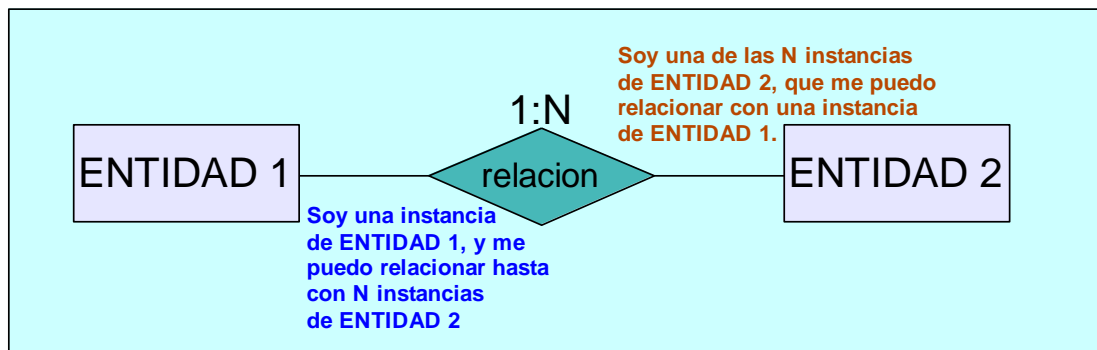 Soy una de las N instancias
de ENTIDAD 2, que me puedo
relacionar con una instancia
de ENTIDAD 1.
1:N
ENTIDAD 1
relacion
ENTIDAD 2
Soy una instancia
de ENTIDAD 1, y me
puedo relacionar hasta
con N instancias
de ENTIDAD 2